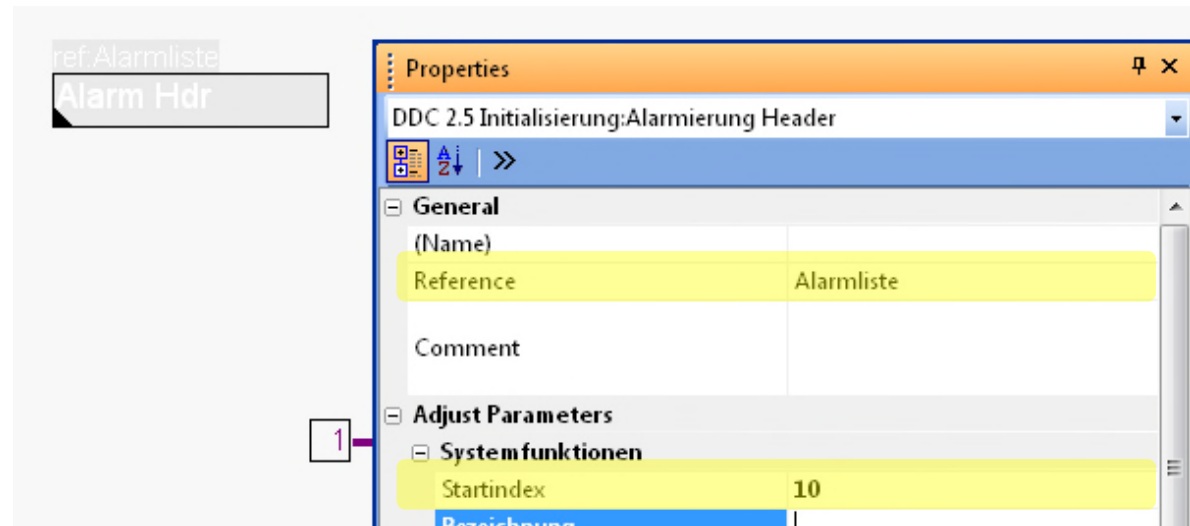 ref:Alarmliste
Alarm Hdr
Properties
DDC 2.5 Initialisierung:Alarmierung Header
General
(Name)
Reference Alarmliste
Comment
Adjust Parameters
1
Systemfunktionen
Startindex 10
Bezeichnung